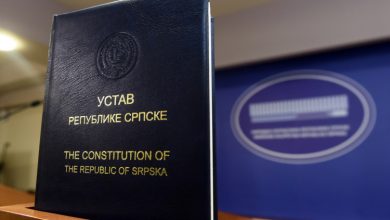 УСТАВ
РЕПУБЛИКЕ СРПСКЕ
THE CONSTITUTION OF
THE REPUBLIC OF SRPSKA